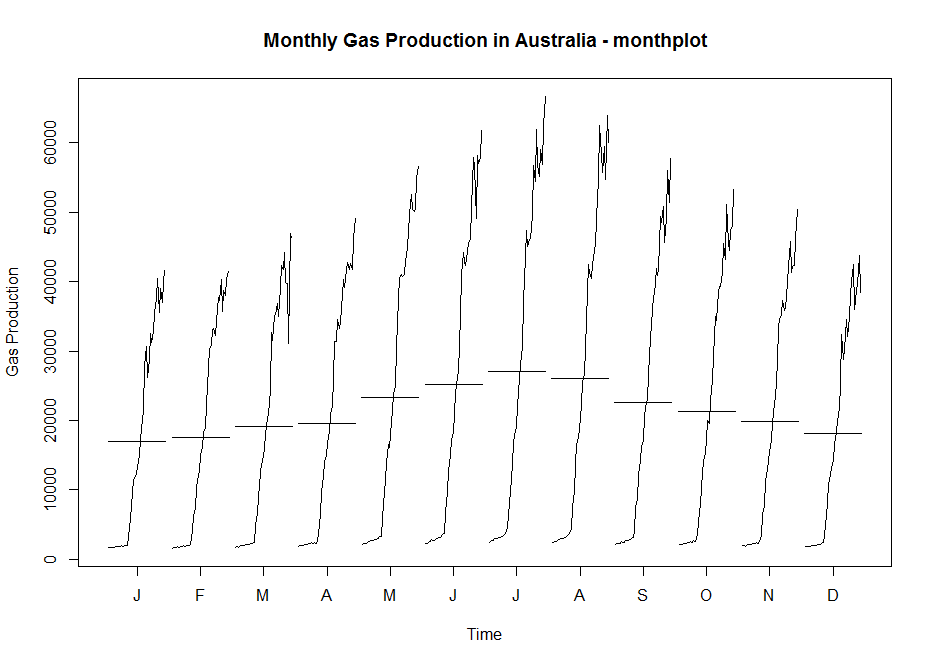 Monthly Gas Production in Australia - monthplot
Gas Production
60000
50000
40000
30000
20000
10000
0
J F M A M J J A S O N D
Time